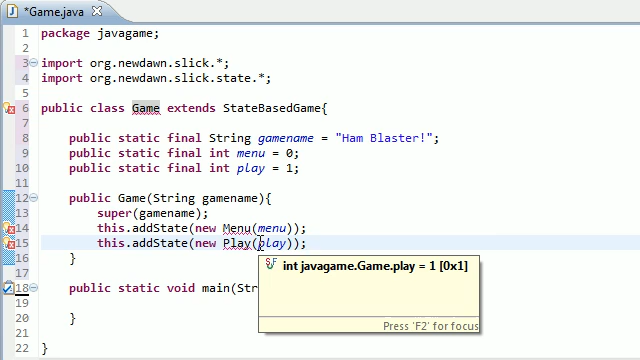 *Game.java
1 package javagame;
2
3 import org.newdawn.slick.*;
4 import org.newdawn.slick.state.*;
5
6 public class Game extends StateBasedGame{
7
8 public static final String gamename = "Ham Blaster!";
9 public static final int menu = 0;
10 public static final int play = 1;
11
12 public Game(String gamename){
13 super(gamename);
14 this.addState(new Menu(menu));
15 this.addState(new Play(play));
16 }
17
int javagame.Game.play = 1 [0x1]
18 public static void main(Str
19
20 }
21
Press 'F2' for focus
22 }